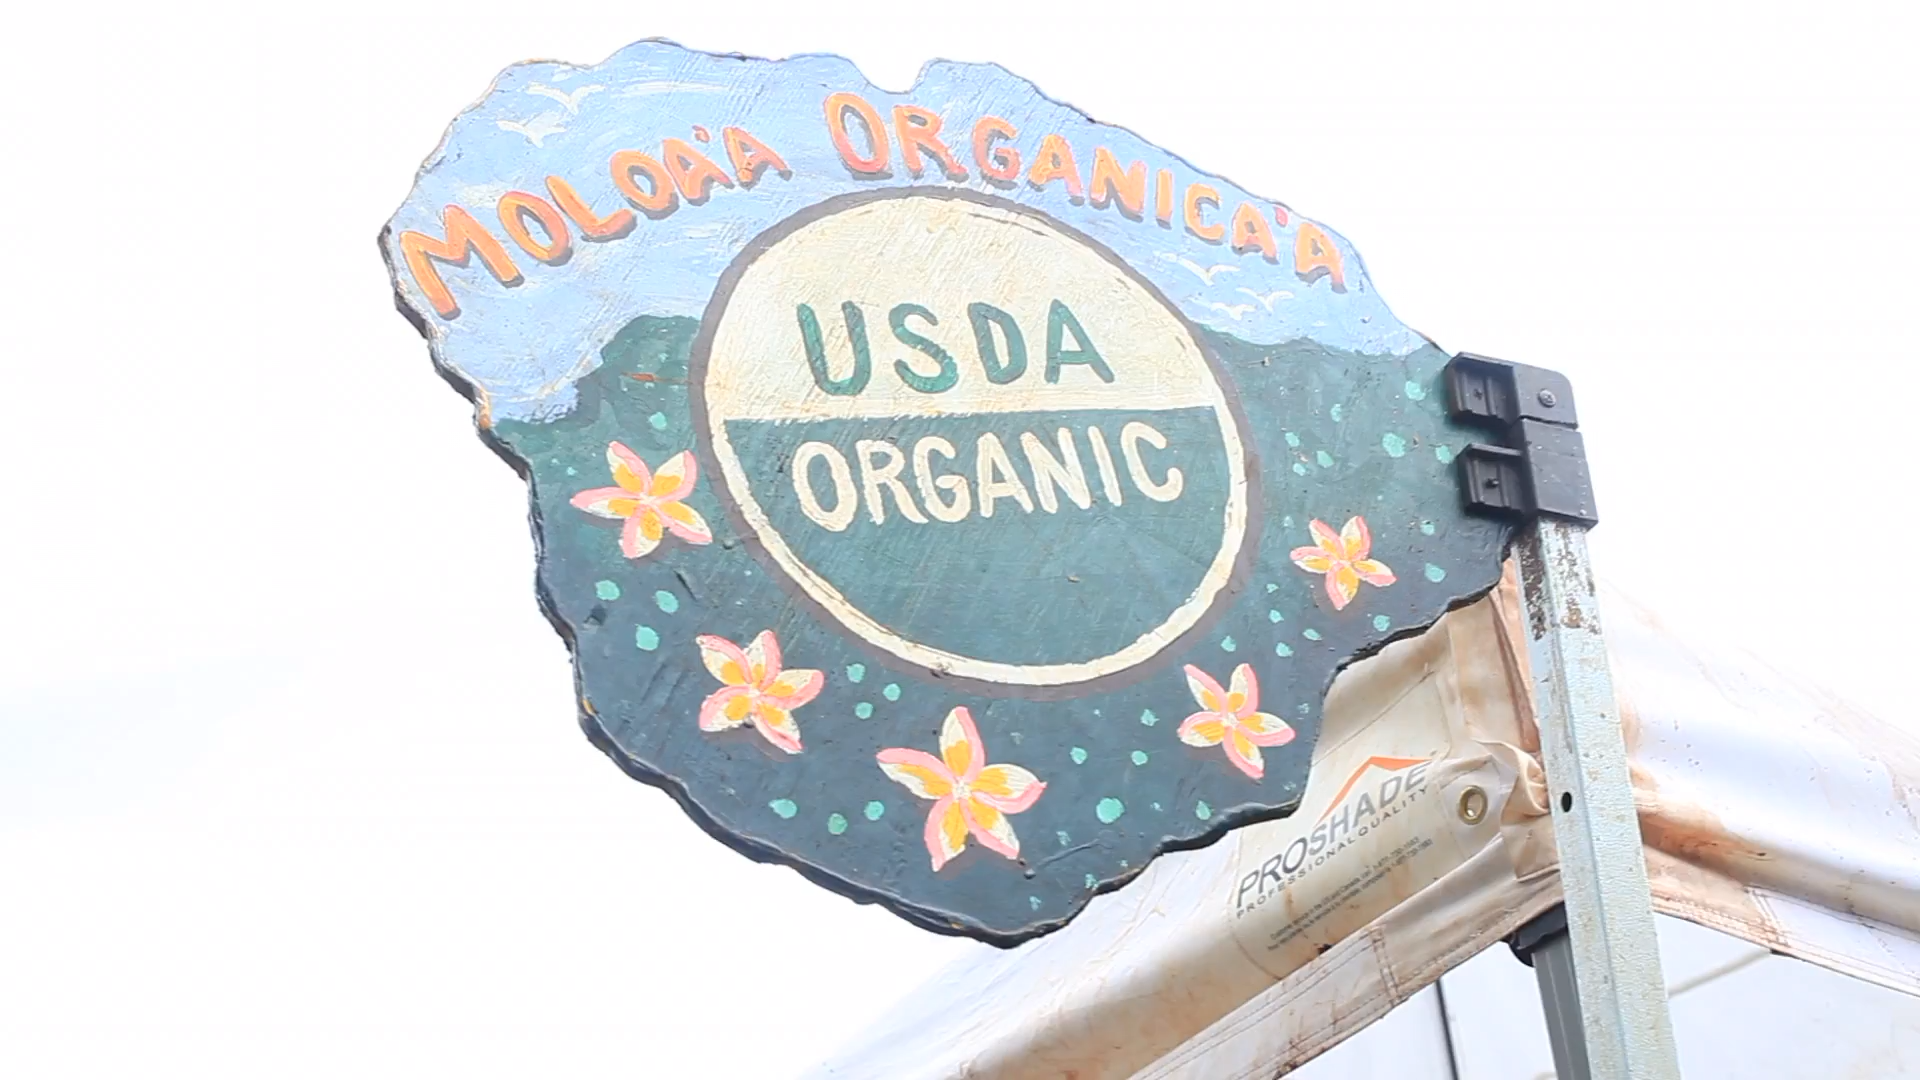 MOLOA'A ORGANICA'A
USDA
ORGANIC
PROSHADE
PROFESSIONAL QUALITY